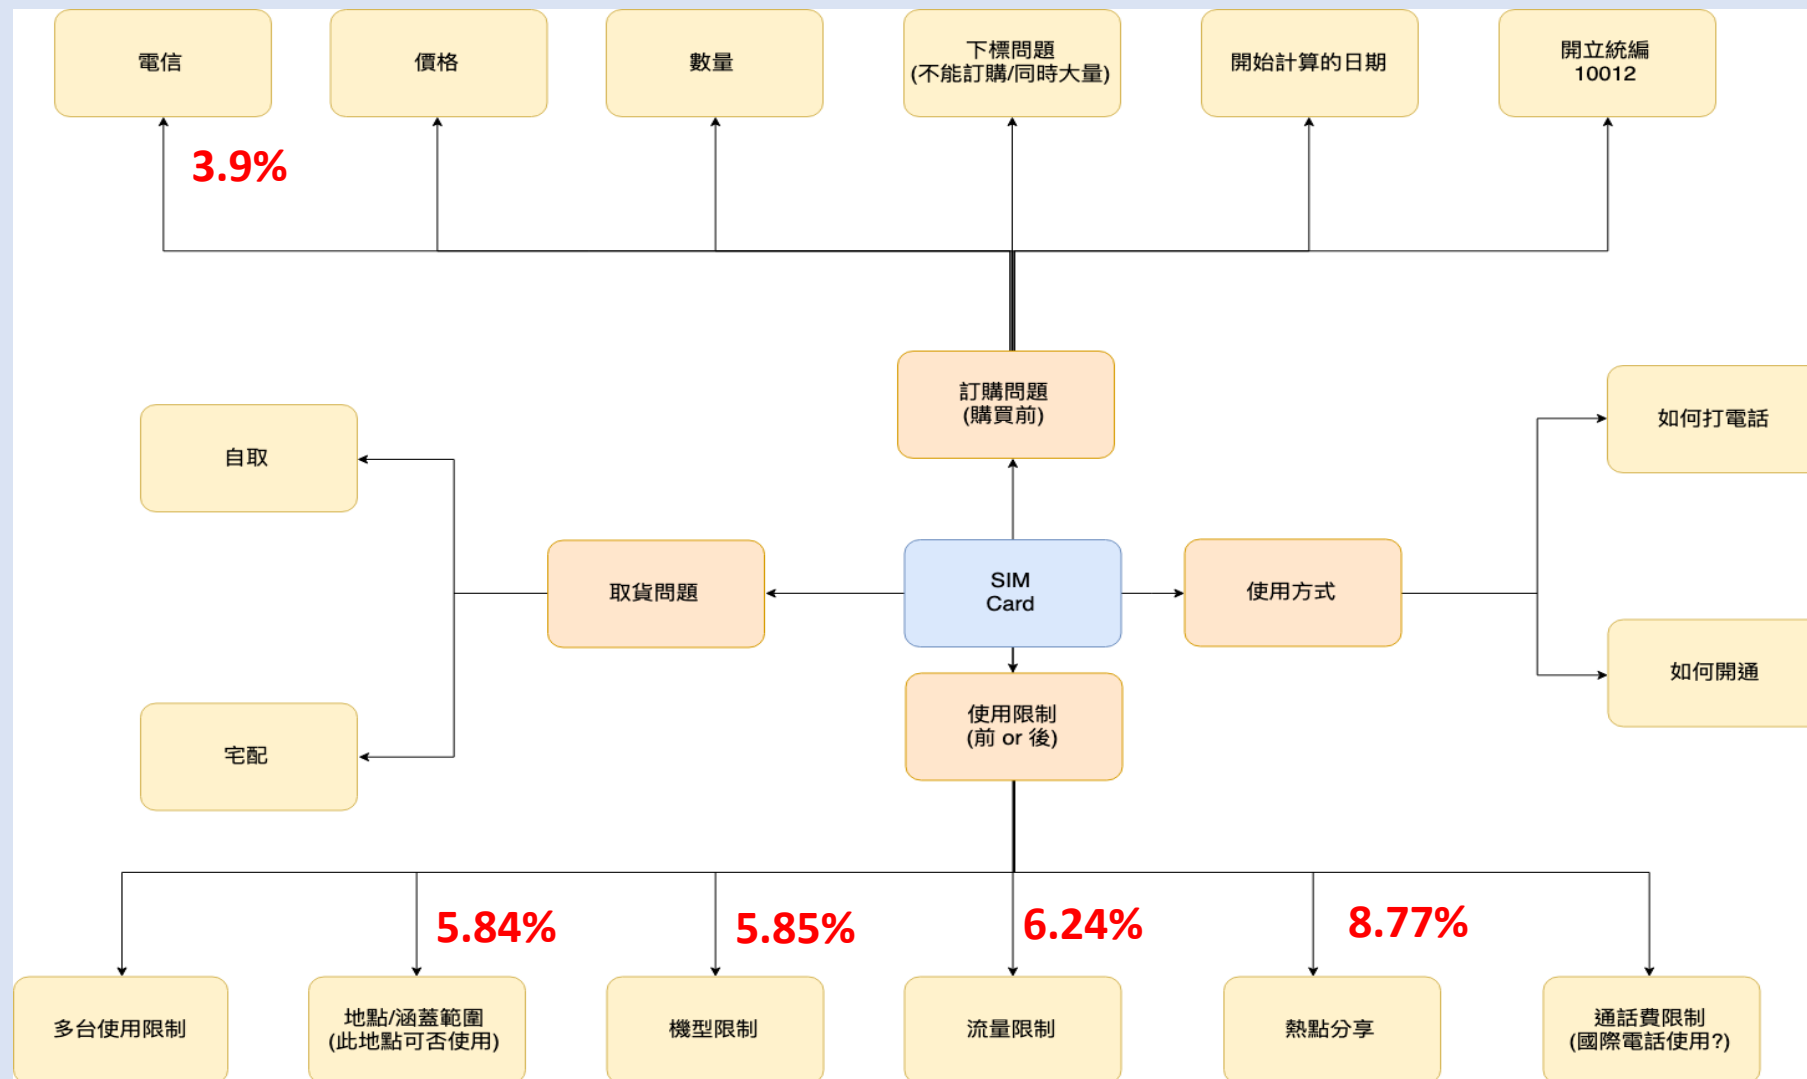 電信
價格
數量
下標問題
(不能訂購/同時大量)
開始計算的日期
開立統編
10012
3.9%
訂購問題
(購買前)
如何打電話
自取
取貨問題
SIM
Card
使用方式
如何開通
使用限制
(前 or 後)
宅配
5.84%
5.85%
6.24%
8.77%
多台使用限制
地點/涵蓋範圍
(此地點可否使用)
機型限制
流量限制
熱點分享
通話費限制
(國際電話使用?)